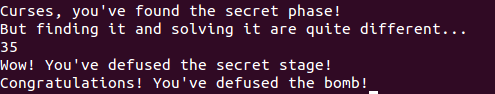 Curses, you've found the secret phase!
But finding it and solving it are quite different...
35
Wow! You've defused the secret stage!
Congratulations! You've defused the bomb!